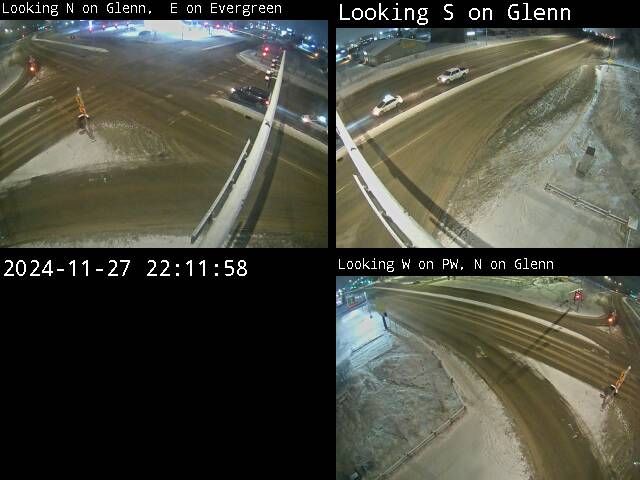 Looking N on Glenn,  E on Evergreen
Looking S on Glenn
2024-11-27 22:11:58
Looking W on PW, N on Glenn